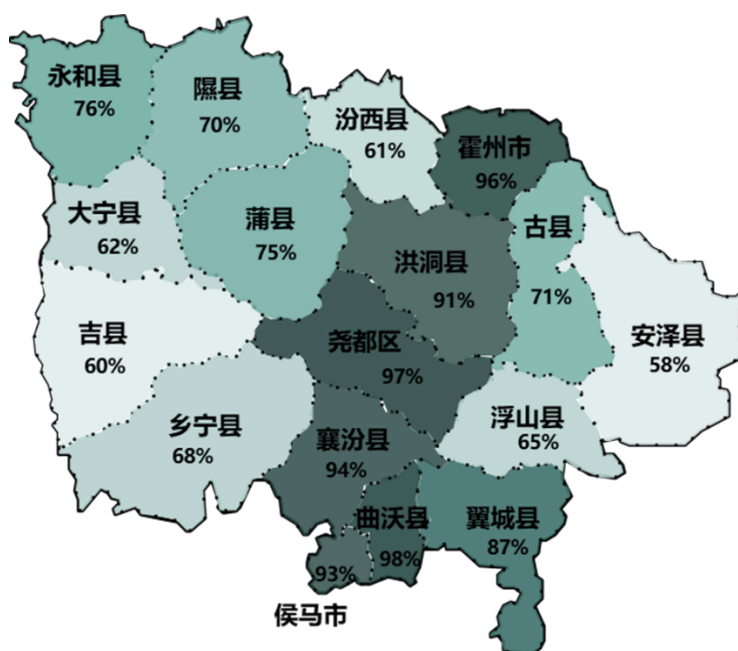 永和县
76%
隰县
70%
汾西县
61%
霍州市
96%
大宁县
62%
蒲县
75%
洪洞县
91%
古县
71%
吉县
60%
尧都区
97%
安泽县
58%
乡宁县
68%
襄汾县
94%
浮山县
65%
曲沃县
98%
翼城县
87%
93%
侯马市